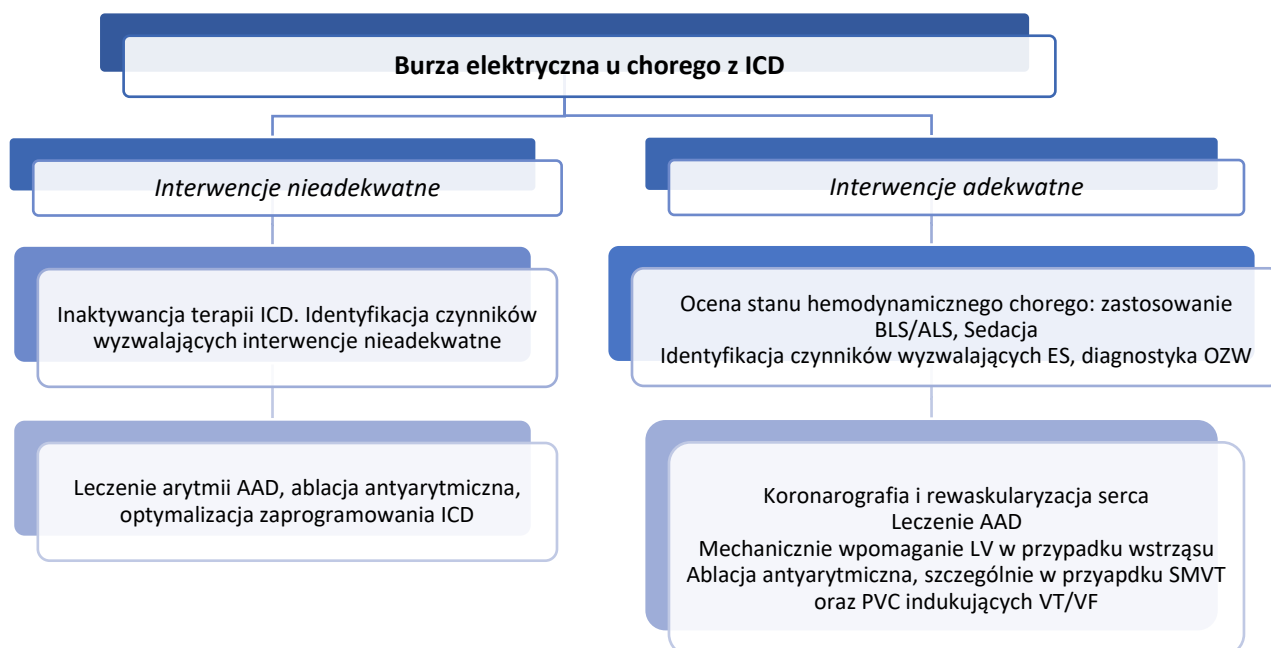 Burza elektryczna u chorego z ICD
Interwencje nieadekwatne
Interwencje adekwatne
Inaktywancja terapii ICD. Identyfikacja czynników
wyzwalających interwencje nieadekwatne
Ocena stanu hemodynamicznego chorego: zastosowanie
BLS/ALS, Sedacja
Identyfikacja czynników wyzwalających ES, diagnostyka OZW
Leczenie arytmii AAD, ablacja antyarytmiczna,
optymalizacja zaprogramowania ICD
Koronarografia i rewaskularyzacja serca
Leczenie AAD
Mechanicznie wpomaganie LV w przypadku wstrząsu
Ablacja antyarytmiczna, szczególnie w przyapdku SMVT
oraz PVC indukujących VT/VF